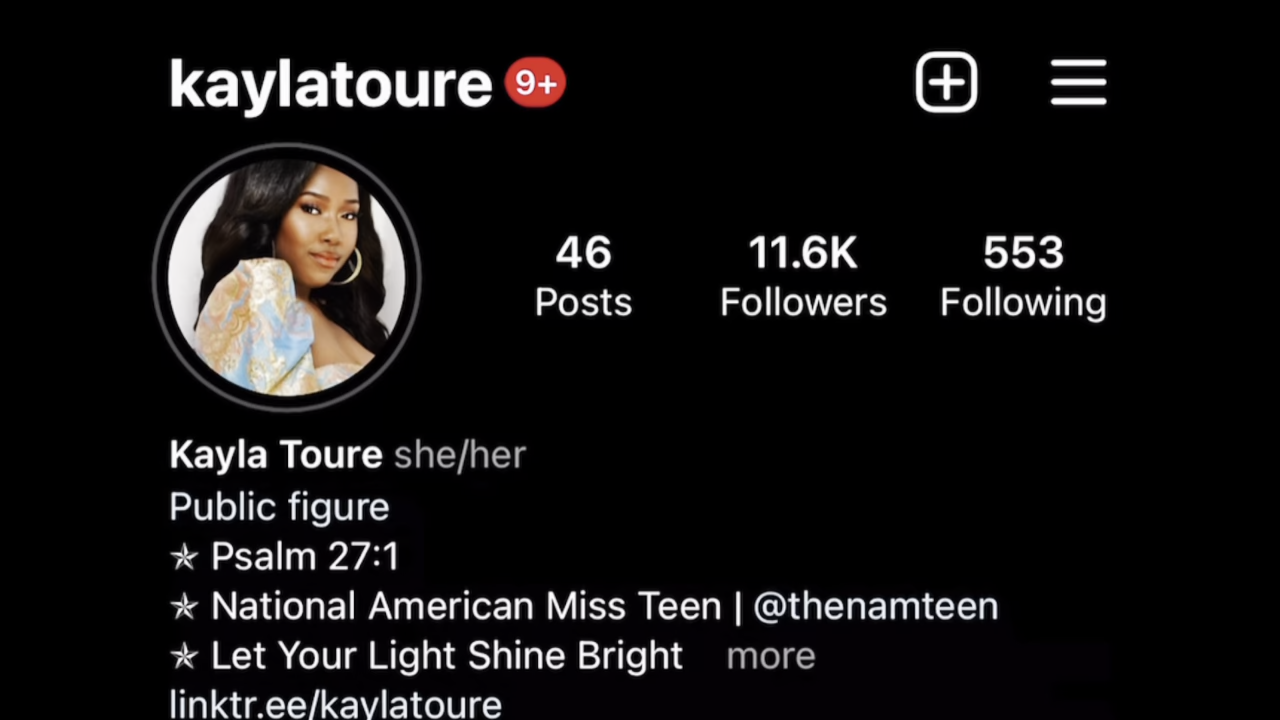 kaylatoure 9+
46 11.6K 553
Posts Followers Following
Kayla Toure she/her
Public figure
✯ Psalm 27:1
✯ National American Miss Teen | @thenamteen
✯ Let Your Light Shine Bright more
linktr.ee/kaylatoure